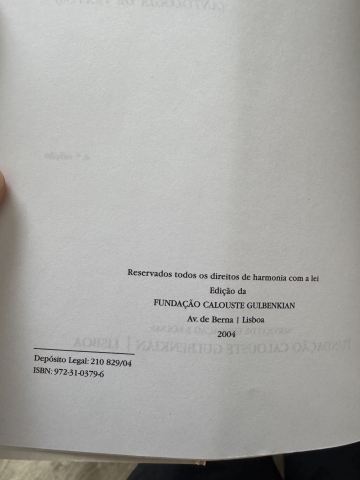 Reservados todos os direitos de harmonia com a lei
Edição da
FUNDAÇÃO CALOUSTE GULBENKIAN
Av. de Berna | Lisboa
2004
Depósito Legal: 210 829/04
ISBN: 972-31-0379-6